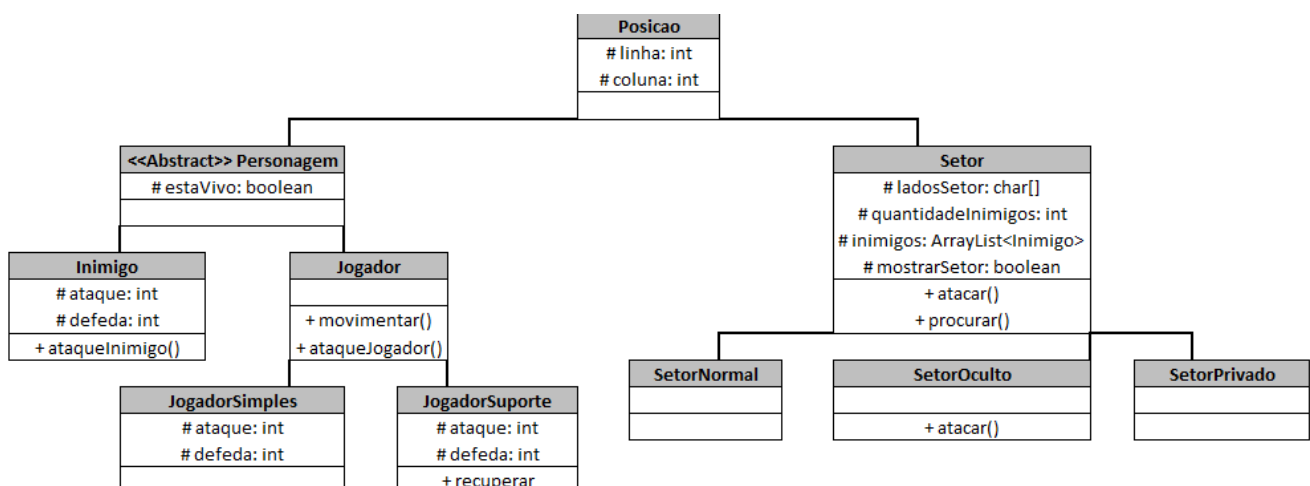 Posicao
# linha: int
# coluna: int
<<Abstract>> Personagem
# estaVivo: boolean
Setor
# ladosSetor: char[]
# quantidadeInimigos: int
# inimigos: ArrayList<Inimigo>
# mostrarSetor: boolean
+ atacar()
+ procurar()
Inimigo
# ataque: int
# defeda: int
+ ataqueInimigo()
Jogador
+ movimentar()
+ ataqueJogador()
JogadorSimples
# ataque: int
# defeda: int
JogadorSuporte
# ataque: int
# defeda: int
+ recuperar
SetorNormal
SetorOculto
+ atacar()
SetorPrivado